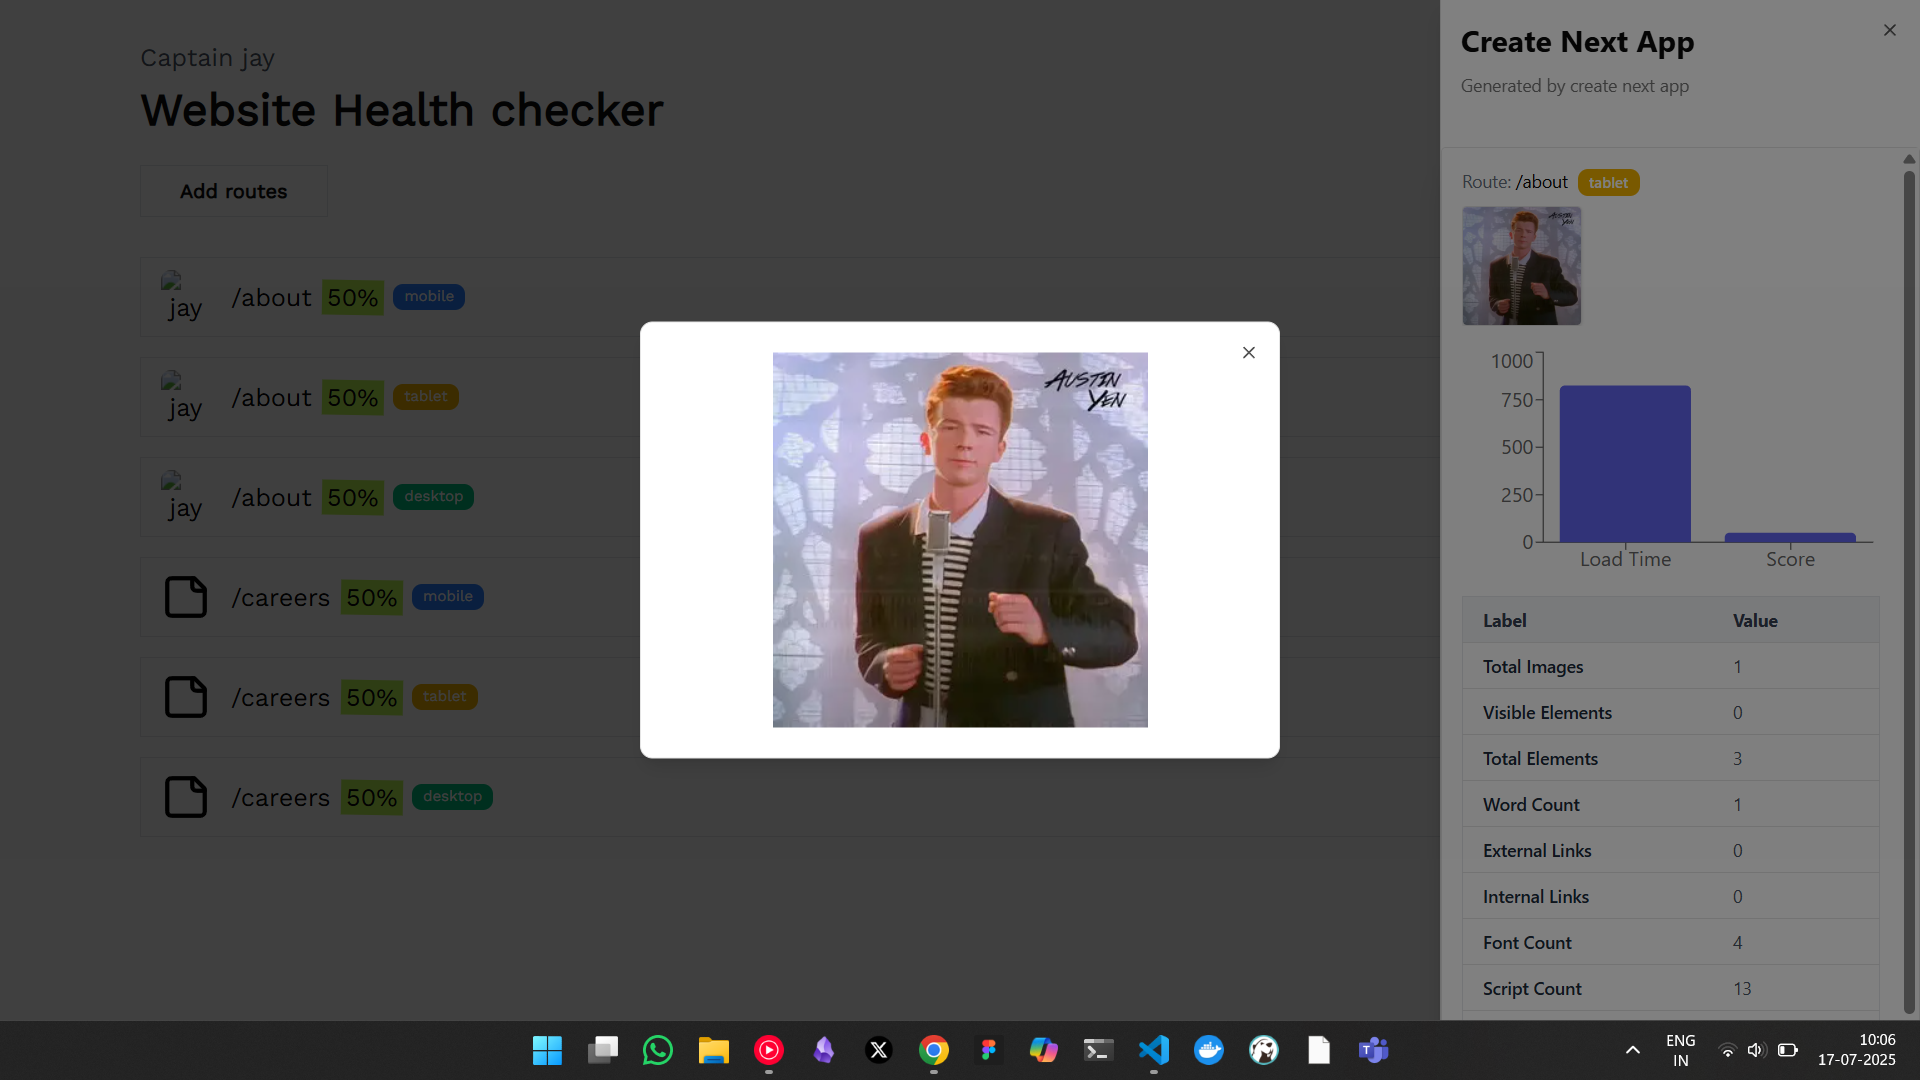 Captain jay
Website Health checker
Add routes
jay /about 50% mobile
jay /about 50% tablet
jay /about 50% desktop
/careers 50% mobile
/careers 50% tablet
/careers 50% desktop
AUSTIN
YEN
Create Next App
Generated by create next app
Route: /about tablet
AUSTIN
YEN
1000
750
500
250
0
Load Time Score
Label Value
Total Images 1
Visible Elements 0
Total Elements 3
Word Count 1
External Links 0
Internal Links 0
Font Count 4
Script Count 13
ENG
IN
10:06
17-07-2025